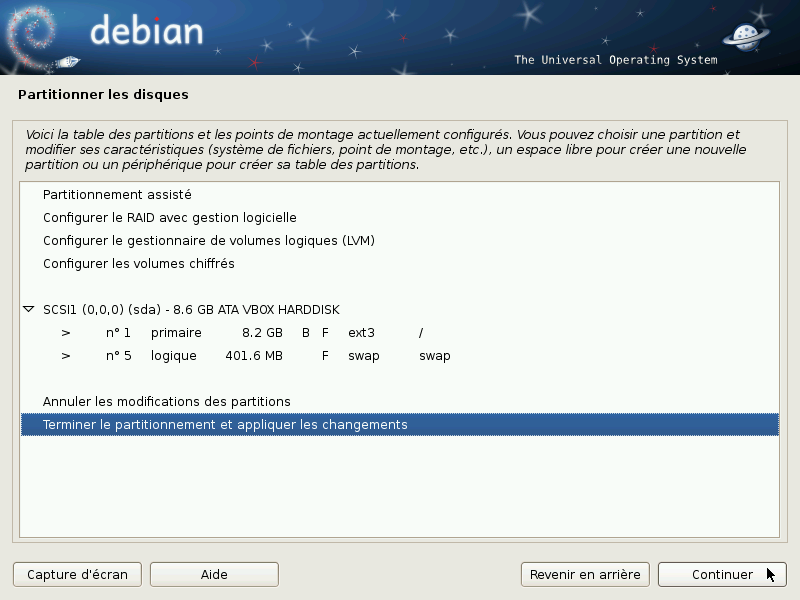 debian
The Universal Operating System
Partitionner les disques
Voici la table des partitions et les points de montage actuellement configurés. Vous pouvez choisir une partition et
modifier ses caractéristiques (système de fichiers, point de montage, etc.), un espace libre pour créer une nouvelle
partition ou un périphérique pour créer sa table des partitions.
Partitionnement assisté
Configurer le RAID avec gestion logicielle
Configurer le gestionnaire de volumes logiques (LVM)
Configurer les volumes chiffrés
SCSI1 (0,0,0) (sda) - 8.6 GB ATA VBOX HARDDISK
> n° 1 primaire 8.2 GB B F ext3 /
> n° 5 logique 401.6 MB F swap swap
Annuler les modifications des partitions
Terminer le partitionnement et appliquer les changements
Capture d'écran Aide Revenir en arrière Continuer